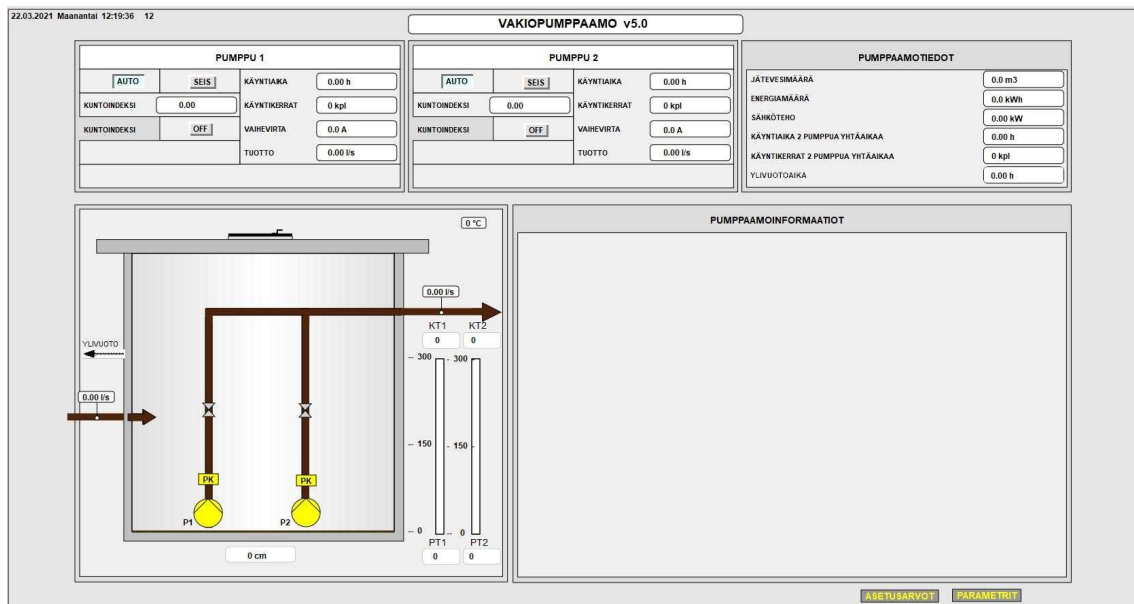 22.03.2021 Maanantai 12:19:36 12
VAKIOPUMPPAAMO v5.0
PUMPPU 1
AUTO SEIS KÄYNTIAIKA 0.00 h
KUNTOINDEKSI 0.00 KÄYNTIKERRAT 0 kpl
KUNTOINDEKSI OFF VAIHEVIRTA 0.0 A
TUOTTO 0.00 l/s
PUMPPU 2
AUTO SEIS KÄYNTIAIKA 0.00 h
KUNTOINDEKSI 0.00 KÄYNTIKERRAT 0 kpl
KUNTOINDEKSI OFF VAIHEVIRTA 0.0 A
TUOTTO 0.00 l/s
PUMPPAAMOTIEDOT
JÄTEVESIMÄÄRÄ 0.0 m3
ENERGIAMÄÄRÄ 0.0 kWh
SÄHKÖTEHO 0.00 kW
KÄYNTIAIKA 2 PUMPPUA YHTÄAIKAA 0.00 h
KÄYNTIKERRAT 2 PUMPPUA YHTÄAIKAA 0 kpl
YLIVUOTOAIKA 0.00 h
0 °C
0.00 l/s
KT1 KT2
0 0
YLIVUOTO
-- 300 - 300
0.00 l/s
-- 150 - 150
PK PK
P1 P2
-- 0 -- 0
PT1 PT2
0 cm 0 0
PUMPPAAMOINFORMAATIOT
ASETUSARVOT PARAMETRIT